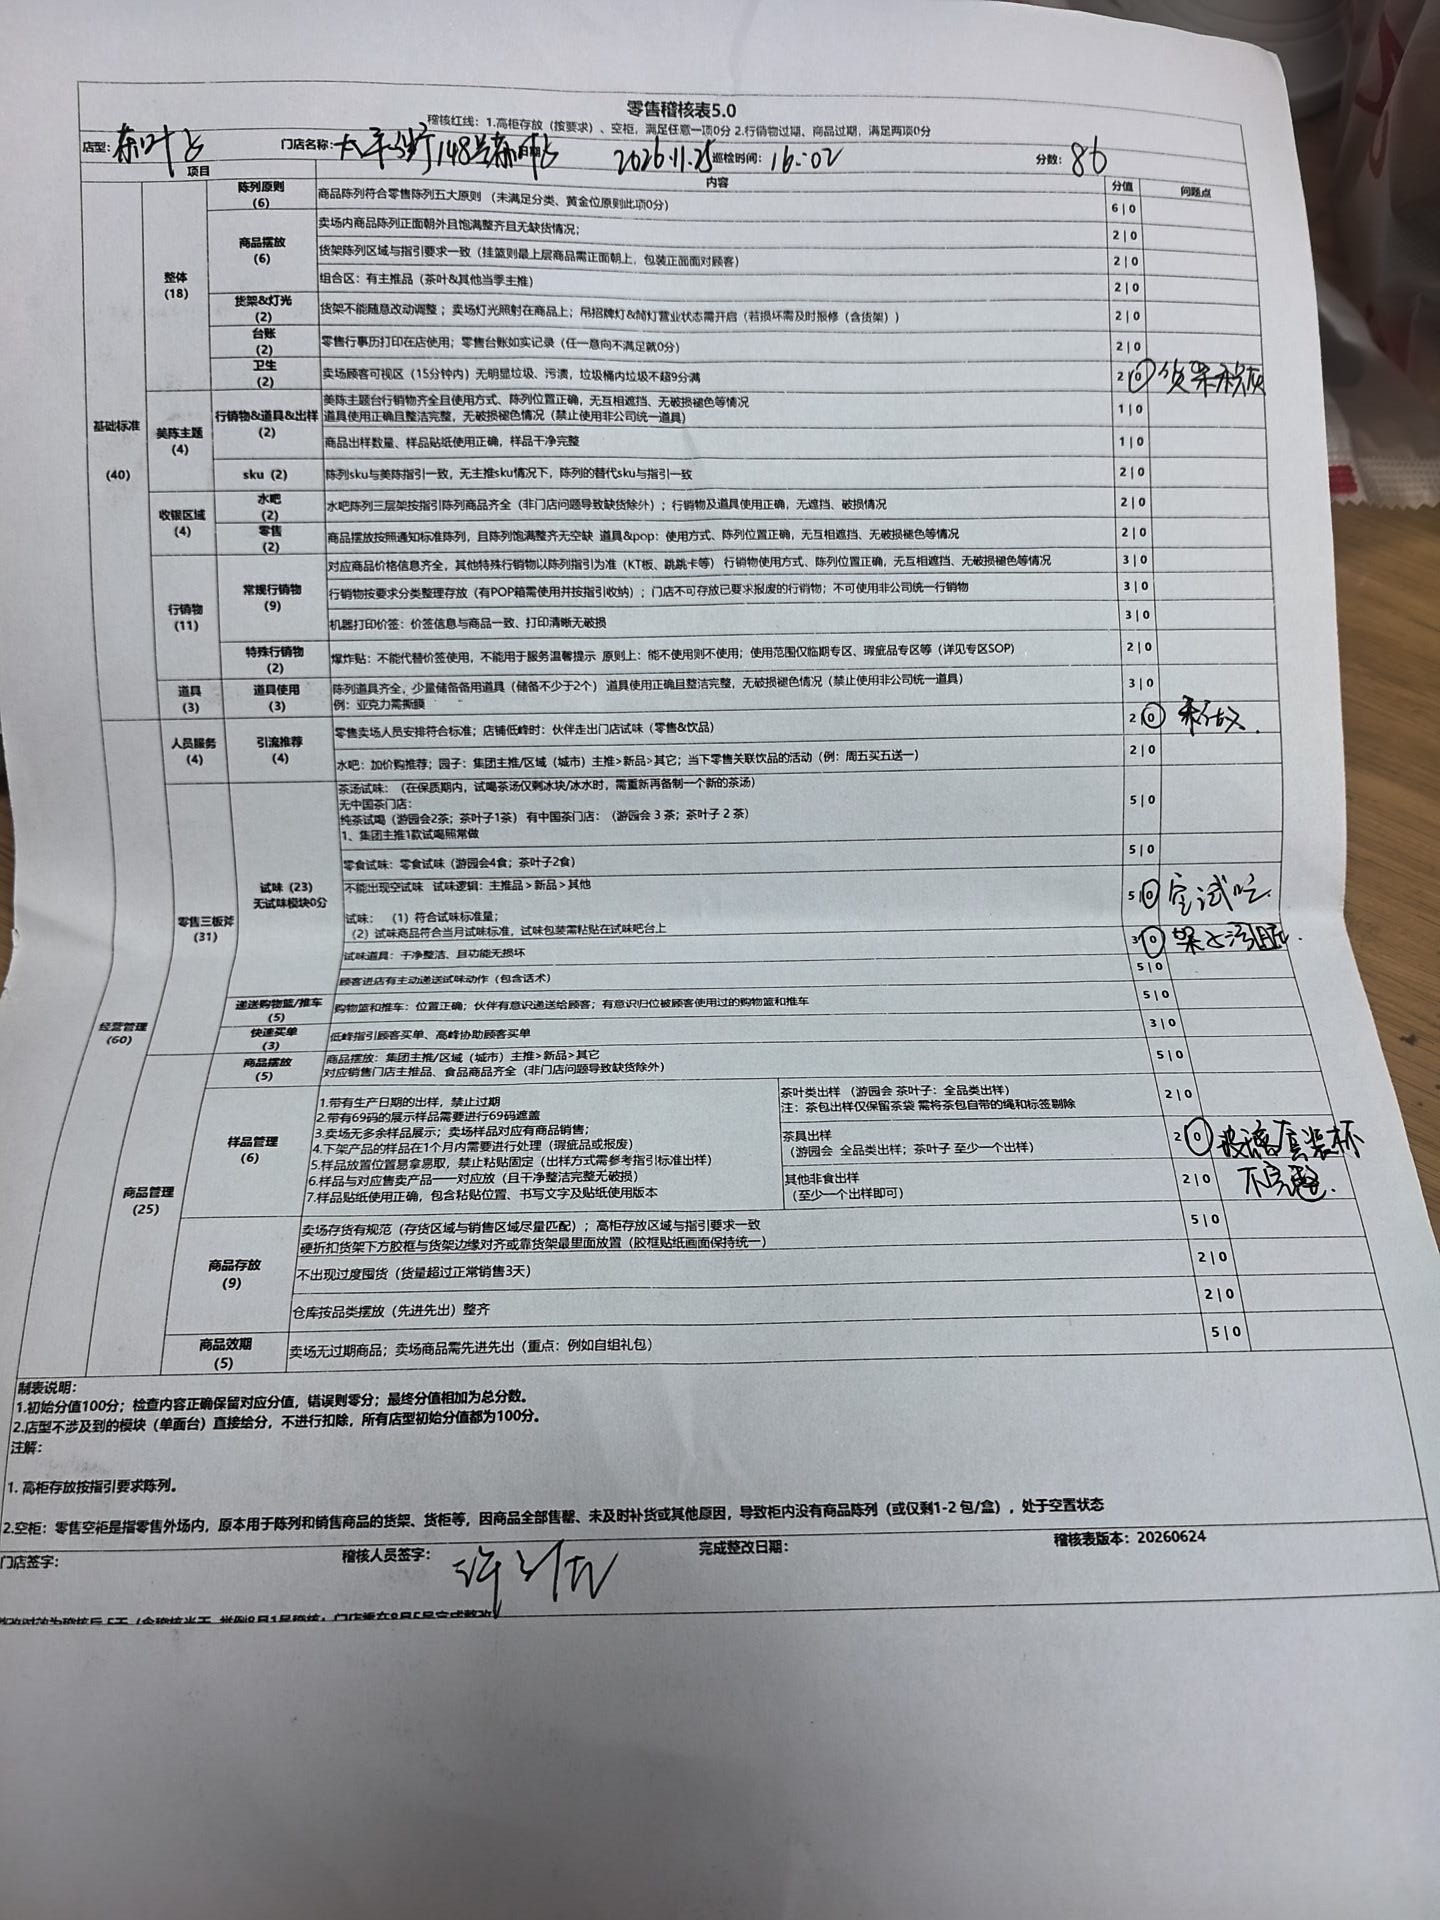 零售稽核表5.0
稽核红线：1.高柜存放（按要求）、空柜，满足任意一项0分 2.行销物过期、商品过期，满足两项0分
店型： 茶叶子 门店名称： 148号茶叶子 2026.11.25 巡检时间：16:02 分数：86
项目 内容 分值 问题点
基础标准
(40)
整体
(18)
陈列原则
(6)
商品陈列符合零售陈列五大原则 （未满足分类、黄金位原则此项0分） 6|0
商品摆放
(6)
卖场内商品陈列正面朝外且饱满整齐且无缺货情况； 2|0
货架陈列区域与指引要求一致（挂篮则最上层商品需正面朝上，包装正面面对顾客） 2|0
组合区：有主推品（茶叶&其他当季主推） 2|0
货架&灯光
(2)
货架不能随意改动调整；卖场灯光照射在商品上；吊招牌灯&筒灯营业状态需开启（若损坏需及时报修（含货架）） 2|0
台账
(2)
零售行事历打印在店使用；零售台账如实记录（任一意向不满足就0分） 2|0
卫生
(2)
卖场顾客可视区（15分钟内）无明显垃圾、污渍，垃圾桶内垃圾不超9分满 2|0 货架积灰
美陈主题
(4)
行销物&道具&出样
(2)
美陈主题台行销物齐全且使用方式、陈列位置正确，无互相遮挡、无破损褪色等情况
道具使用正确且整洁完整，无破损褪色情况（禁止使用非公司统一道具） 1|0
商品出样数量、样品贴纸使用正确，样品干净完整 1|0
sku（2）
陈列sku与美陈指引一致，无主推sku情况下，陈列的替代sku与指引一致 2|0
收银区域
(4)
水吧
(2)
水吧陈列三层架按指引陈列商品齐全（非门店问题导致缺货除外）；行销物及道具使用正确，无遮挡、破损情况 2|0
零售
(2)
商品摆放按照通知标准陈列，且陈列饱满整齐无空缺 道具&pop：使用方式、陈列位置正确，无互相遮挡、无破损褪色等情况 2|0
行销物
(11)
常规行销物
(9)
对应商品价格信息齐全，其他特殊行销物以陈列指引为准（KT板、跳跳卡等） 行销物使用方式、陈列位置正确，无互相遮挡、无破损褪色等情况 3|0
行销物按要求分类整理存放（有POP箱需使用并按指引收纳）；门店不可存放已要求报废的行销物；不可使用非公司统一行销物 3|0
机器打印价签：价签信息与商品一致、打印清晰无破损 3|0
特殊行销物
(2)
爆炸贴：不能代替价签使用，不能用于服务温馨提示 原则上：能不使用则不使用；使用范围仅临期专区、瑕疵品专区等（详见专区SOP） 2|0
道具
(3)
道具使用
(3)
陈列道具齐全，少量储备备用道具（储备不少于2个） 道具使用正确且整洁完整，无破损褪色情况（禁止使用非公司统一道具）
例：亚克力需撕膜 3|0
经营管理
(60)
人员服务
(4)
引流推荐
(4)
零售卖场人员安排符合标准；店铺低峰时：伙伴走出门店试味（零售&饮品） 2|0 未做
水吧：加价购推荐；园子：集团主推/区域（城市）主推>新品>其它；当下零售关联饮品的活动（例：周五买五送一） 2|0
零售三板斧
(31)
试味（23）
无试味模块0分
茶汤试味：（在保质期内，试喝茶汤仅剩冰块/冰水时，需重新再备制一个新的茶汤）
无中国茶门店：
纯茶试喝（游园会2茶；茶叶子1茶） 有中国茶门店：（游园会 3 茶；茶叶子 2 茶） 5|0
1、集团主推1款试喝照常做
零食试味：零食试味（游园会4食；茶叶子2食） 5|0
不能出现空试味 试味逻辑：主推品>新品>其他
试味：（1）符合试味标准量； 5|0 空试吃
（2）试味商品符合当月试味标准，试味包装需粘贴在试味吧台上
试味道具：干净整洁、且功能无损坏 3|0
顾客进店有主动递送试味动作（包含话术） 5|0
递送购物篮/推车
(5)
购物篮和推车：位置正确；伙伴有意识递送给顾客；有意识归位被顾客使用过的购物篮和推车 5|0
快速买单
(3)
低峰指引顾客买单、高峰协助顾客买单 3|0
商品管理
(25)
商品摆放
(5)
商品摆放：集团主推/区域（城市）主推>新品>其它
对应销售门店主推品、食品商品齐全（非门店问题导致缺货除外） 5|0
样品管理
(6)
1.带有生产日期的出样，禁止过期
2.带有69码的展示样品需要进行69码遮盖
3.卖场无多余样品展示；卖场样品对应有商品销售；
4.下架产品的样品在1个月内需要进行处理（瑕疵品或报废）
5.样品放置位置易拿易取，禁止粘贴固定（出样方式需参考指引标准出样）
6.样品与对应售卖产品一一对应放（且干净整洁完整无破损）
7.样品贴纸使用正确，包含粘贴位置、书写文字及贴纸使用版本
茶叶类出样 （游园会 茶叶子：全品类出样）
注：茶包出样仅保留茶袋 需将茶包自带的绳和标签剔除 2|0
茶具出样
（游园会 全品类出样；茶叶子 至少一个出样） 2|0 玻璃套装杯
不完整.
其他非食出样
（至少一个出样即可） 2|0
商品存放
(9)
卖场存货有规范（存货区域与销售区域尽量匹配）；高柜存放区域与指引要求一致
硬折扣货架下方胶框与货架边缘对齐或靠货架最里面放置（胶框贴纸画面保持统一） 5|0
不出现过度囤货（货量超过正常销售3天） 2|0
仓库按品类摆放（先进先出）整齐 2|0
商品效期
(5)
卖场无过期商品；卖场商品需先进先出（重点：例如自组礼包） 5|0
制表说明：
1.初始分值100分；检查内容正确保留对应分值，错误则零分；最终分值相加为总分数。
2.店型不涉及到的模块（单面台）直接给分，不进行扣除，所有店型初始分值都为100分。
注解：
1. 高柜存放按指引要求陈列。
2.空柜：零售空柜是指零售外场内，原本用于陈列和销售商品的货架、货柜等，因商品全部售罄、未及时补货或其他原因，导致柜内没有商品陈列（或仅剩1-2 包/盒），处于空置状态
门店签字： 稽核人员签字： 完成整改日期： 稽核表版本：20260624